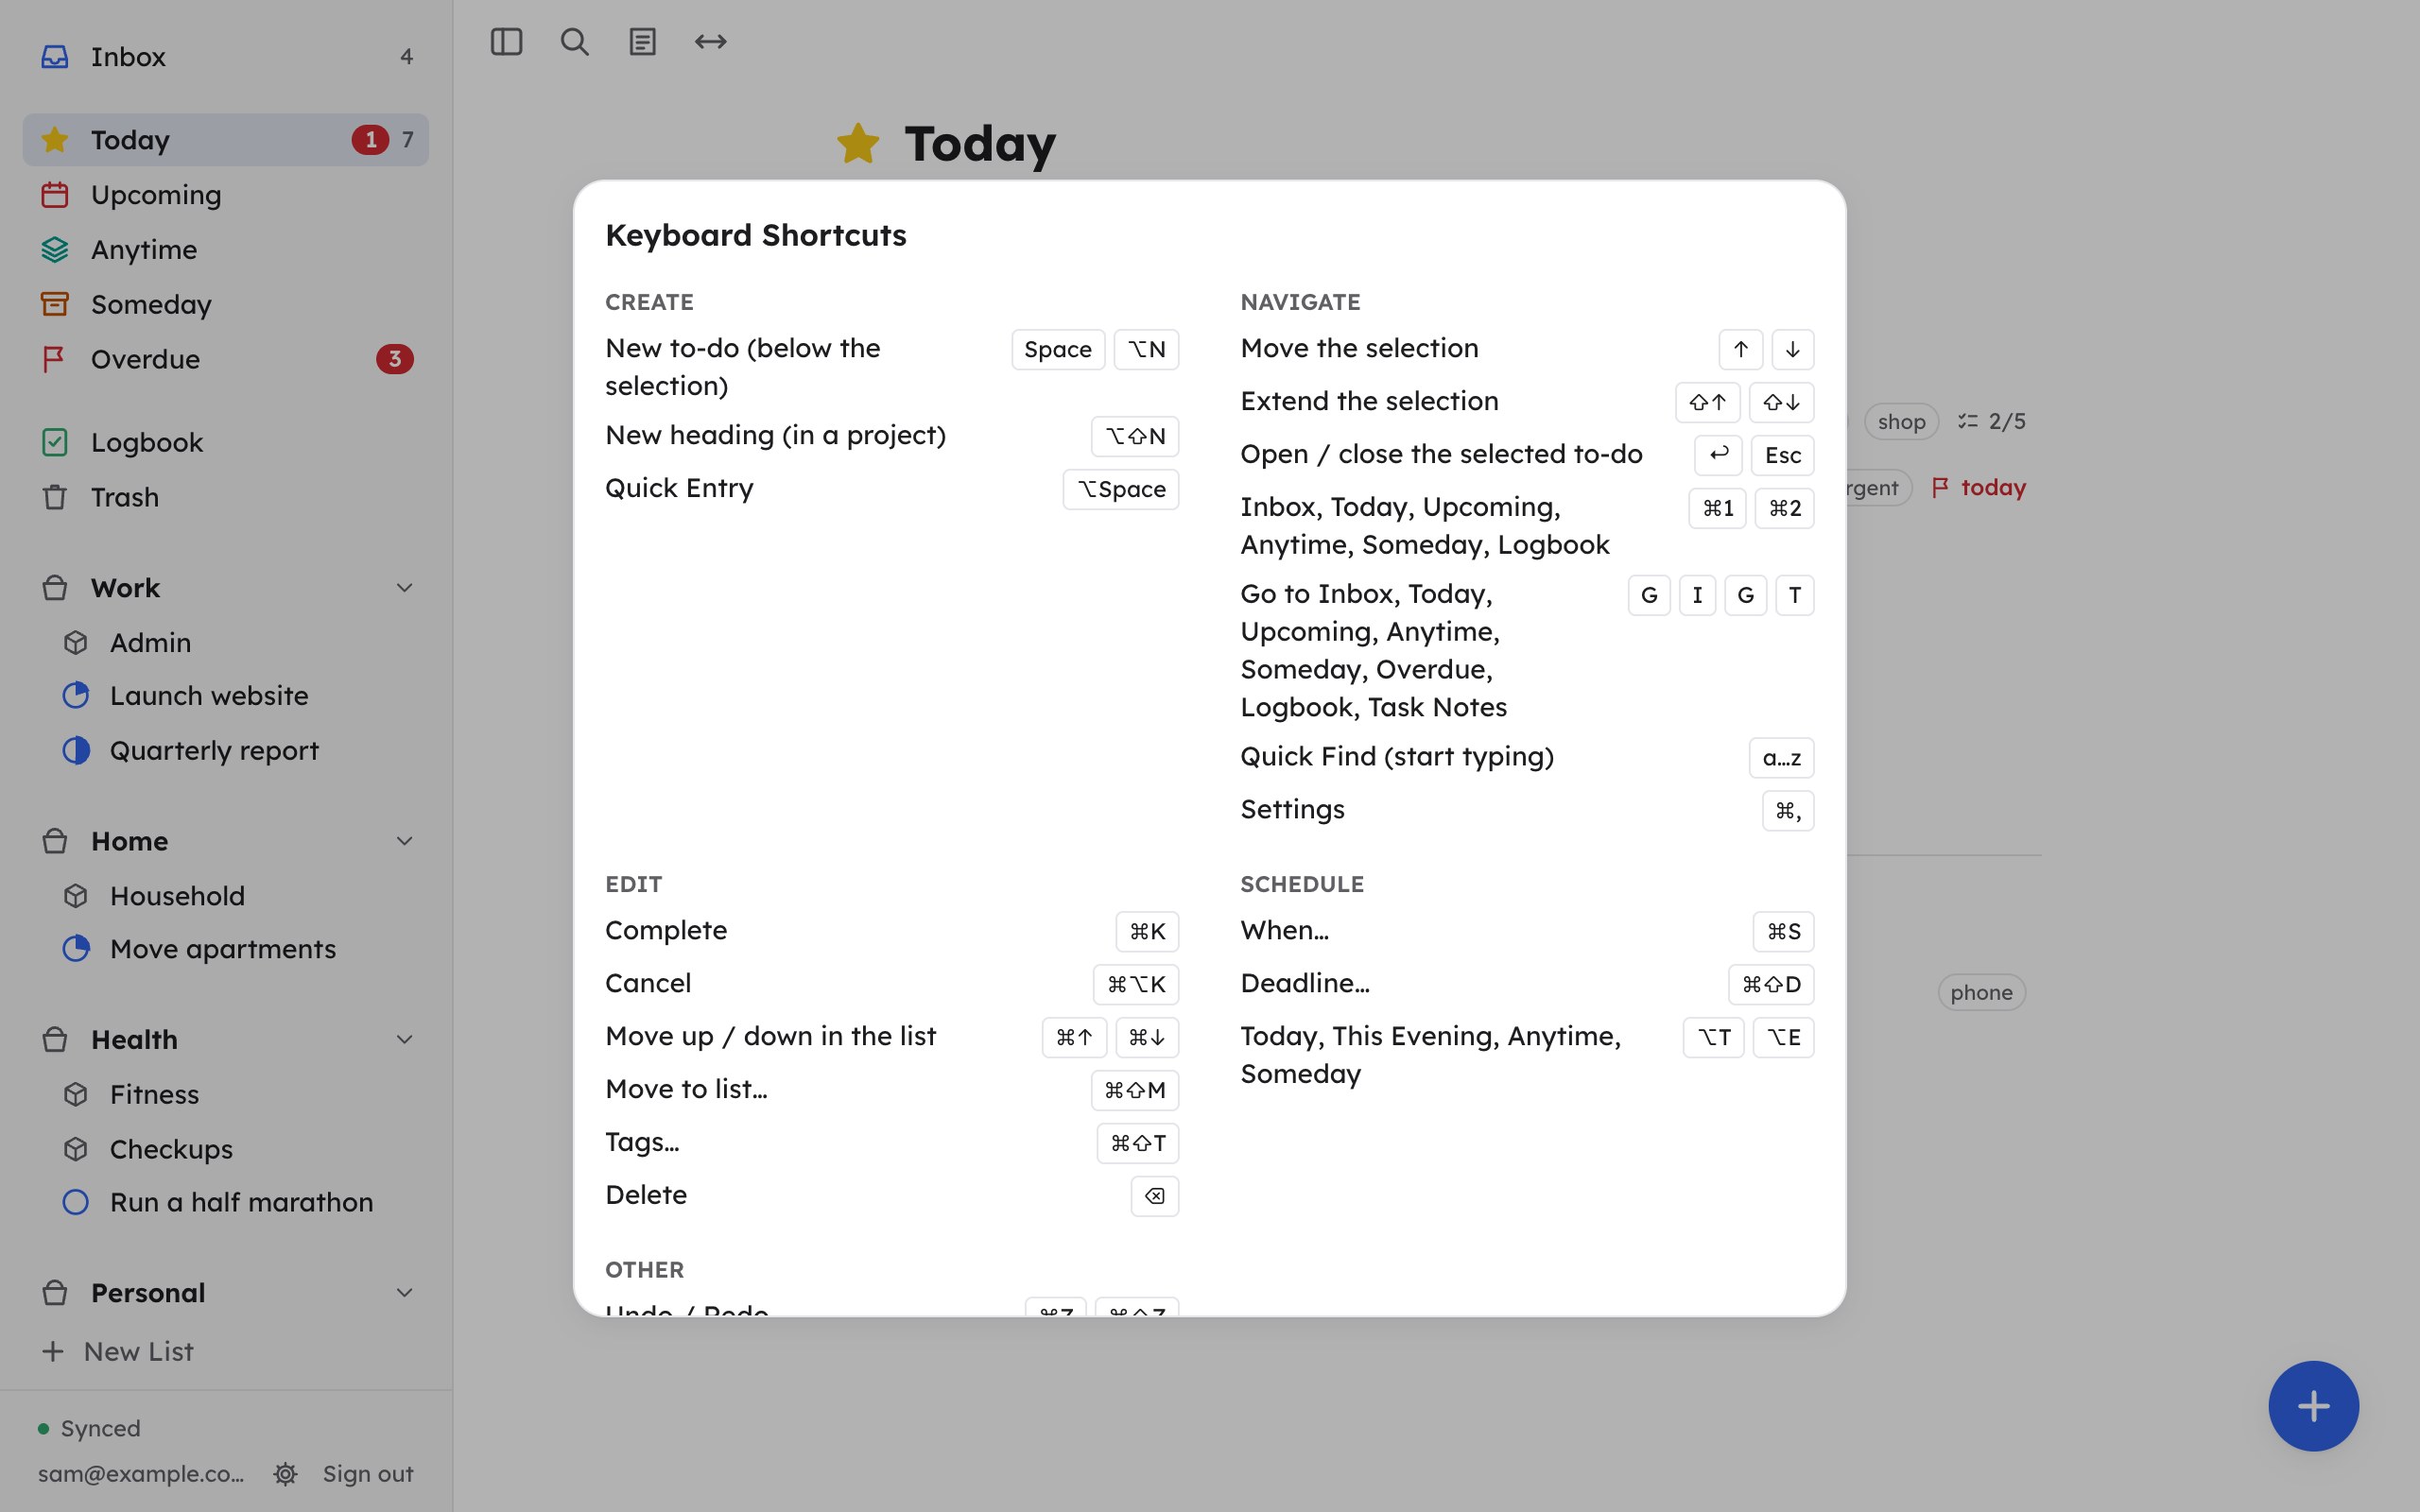 Inbox 4
Today 1 7
Upcoming
Anytime
Someday
Overdue 3
Logbook
Trash
Work
Admin
Launch website
Quarterly report
Home
Household
Move apartments
Health
Fitness
Checkups
Run a half marathon
Personal
+ New List
Synced
sam@example.co… Sign out
Today
shop 2/5
rgent today
phone
Keyboard Shortcuts
CREATE
New to-do (below the Space ⌥N
selection)
New heading (in a project) ⌥⇧N
Quick Entry ⌥Space
NAVIGATE
Move the selection ↑ ↓
Extend the selection ⇧↑ ⇧↓
Open / close the selected to-do ↩ Esc
Inbox, Today, Upcoming, ⌘1 ⌘2
Anytime, Someday, Logbook
Go to Inbox, Today, G I G T
Upcoming, Anytime,
Someday, Overdue,
Logbook, Task Notes
Quick Find (start typing) a…z
Settings ⌘,
EDIT
Complete ⌘K
Cancel ⌘⌥K
Move up / down in the list ⌘↑ ⌘↓
Move to list… ⌘⇧M
Tags… ⌘⇧T
Delete ⌫
SCHEDULE
When… ⌘S
Deadline… ⌘⇧D
Today, This Evening, Anytime, ⌥T ⌥E
Someday
OTHER
Undo / Redo ⌘Z ⌘⇧Z